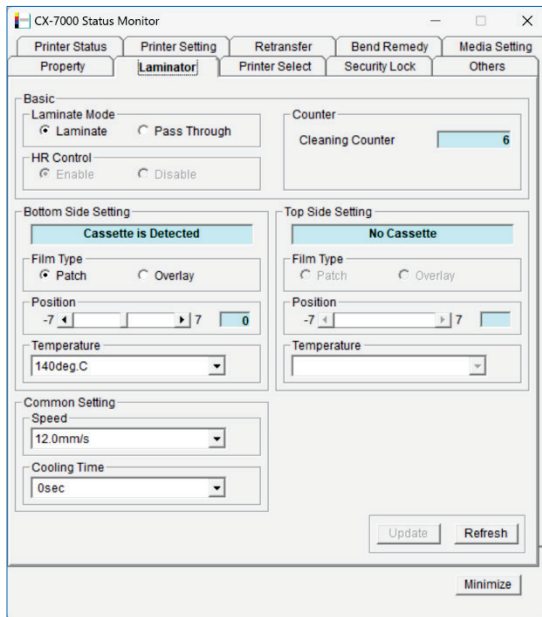 CX-7000 Status Monitor
Printer Status Printer Setting Retransfer Bend Remedy Media Setting
Property Laminator Printer Select Security Lock Others
Basic
Laminate Mode
Laminate Pass Through
HR Control
Enable Disable
Counter
Cleaning Counter 6
Bottom Side Setting
Cassette is Detected
Film Type
Patch Overlay
Position
-7 7 0
Temperature
140deg.C
Top Side Setting
No Cassette
Film Type
Patch Overlay
Position
-7 7
Temperature
Common Setting
Speed
12.0mm/s
Cooling Time
0sec
Update Refresh
Minimize